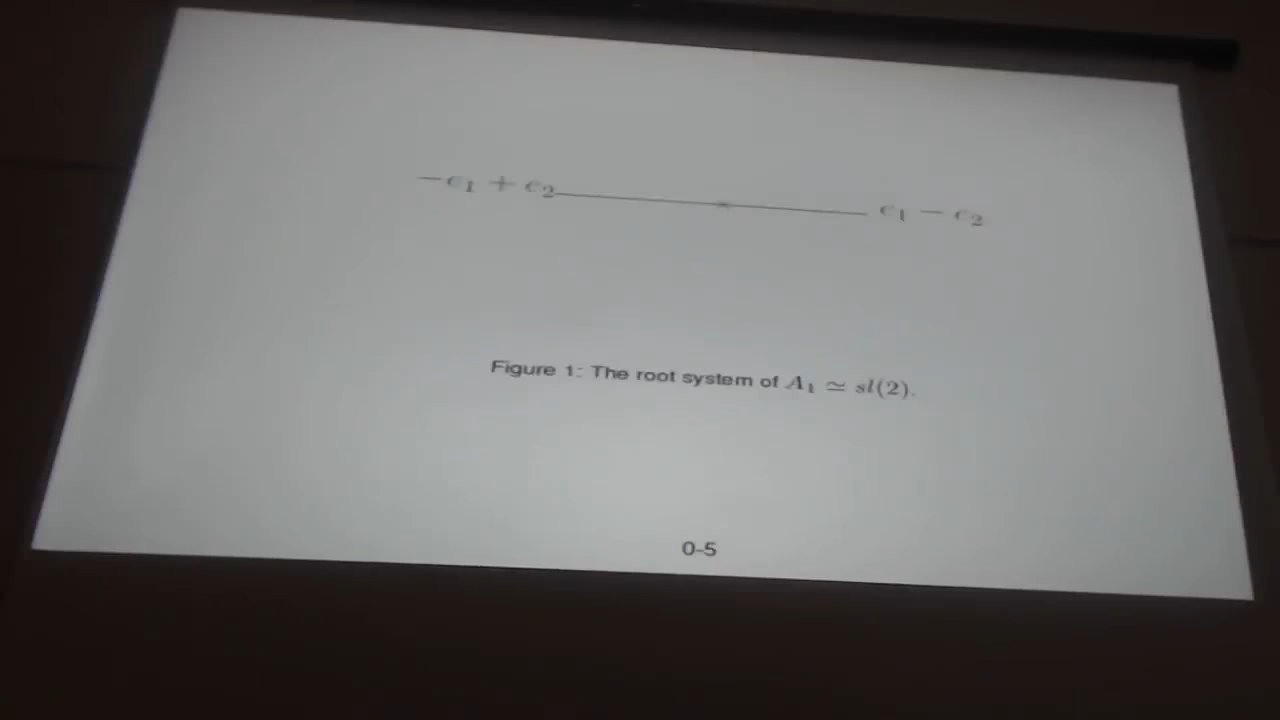 −e₁ + e₂ e₁ − e₂
Figure 1: The root system of A₁ ≃ sl(2).
0-5